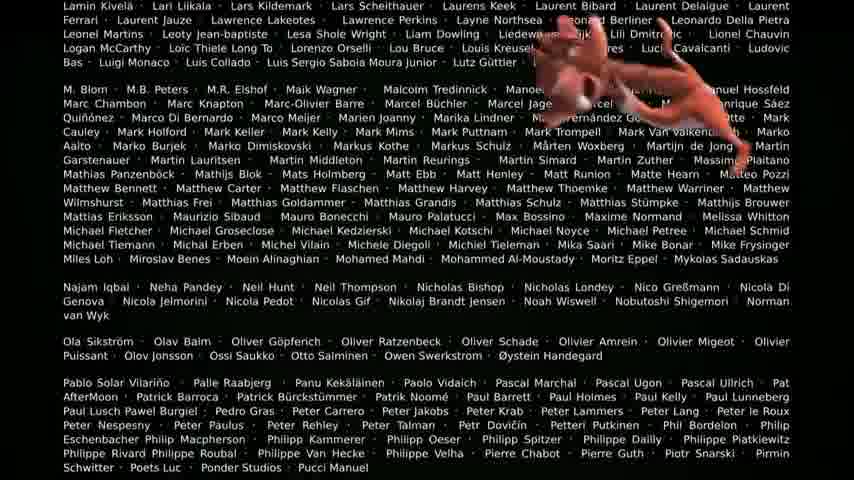 Lamin Kivelä · Lari Liikala · Lars Kildemark · Lars Scheithauer · Laurens Keek · Laurent Bibard · Laurent Delaigue · Laurent
Ferrari · Laurent Jauze · Lawrence Lakeotes · Lawrence Perkins · Layne Northsea · Leonard Berliner · Leonardo Della Pietra
Leonel Martins · Leoty Jean-baptiste · Lesa Shole Wright · Liam Dowling · Lili · Lionel Chauvin
Logan McCarthy · Loïc Thiele Long To · Lorenzo Orselli · Lou Bruce · Louis · Cavalcanti · Ludovic
Bas · Luigi Monaco · Luis Collado · Luis Sergio Saboia Moura Junior · Lutz Güttler
M. Blom · M.B. Peters · M.R. Elshof · Maik Wagner · Malcolm Tredinnick · Hossfeld
Marc Chambon · Marc Knapton · Marc-Olivier Barre · Marcel Büchler · Marcel · Sáez
Quiñónez · Marco Di Bernardo · Marco Meijer · Marien Joanny · Marika Lindner · Mark
Cauley · Mark Holford · Mark Keller · Mark Kelly · Mark Mims · Mark Puttnam · Mark Trompell · Mark Van · Marko
Aalto · Marko Burjek · Marko Dimiskovski · Markus Kothe · Markus Schulz · Mårten Woxberg · Martijn de Jong · Martin
Garstenauer · Martin Lauritsen · Martin Middleton · Martin Reurings · Martin Simard · Martin Zuther · Plaitano
Mathias Panzenböck · Mathijs Blok · Mats Holmberg · Matt Ebb · Matt Henley · Matt Runion · Matte Hearn · Matteo Pozzi
Matthew Bennett · Matthew Carter · Matthew Flaschen · Matthew Harvey · Matthew Thoemke · Matthew Warriner · Matthew
Wilmshurst · Matthias Frei · Matthias Goldammer · Matthias Grandis · Matthias Schulz · Matthias Stümpke · Matthijs Brouwer
Mattias Eriksson · Maurizio Sibaud · Mauro Bonecchi · Mauro Palatucci · Max Bossino · Maxime Normand · Melissa Whitton
Michael Fletcher · Michael Groseclose · Michael Kedzierski · Michael Kotschi · Michael Noyce · Michael Petree · Michael Schmid
Michael Tiemann · Michal Erben · Michel Vilain · Michele Diegoli · Michiel Tieleman · Mika Saari · Mike Bonar · Mike Frysinger
Miles Loh · Miroslav Benes · Moein Alinaghian · Mohamed Mahdi · Mohammed Al-Moustady · Moritz Eppel · Mykolas Sadauskas
Najam Iqbal · Neha Pandey · Neil Hunt · Neil Thompson · Nicholas Bishop · Nicholas Londey · Nico Greßmann · Nicola Di
Genova · Nicola Jelmorini · Nicola Pedot · Nicolas Gif · Nikolaj Brandt Jensen · Noah Wiswell · Nobutoshi Shigemori · Norman
van Wyk
Ola Sikström · Olav Balm · Oliver Göpferich · Oliver Ratzenbeck · Oliver Schade · Olivier Amrein · Olivier Migeot · Olivier
Puissant · Olov Jonsson · Ossi Saukko · Otto Salminen · Owen Swerkstrom · Øystein Handegard
Pablo Solar Vilariño · Palle Raabjerg · Panu Kekäläinen · Paolo Vidaich · Pascal Marchal · Pascal Ugon · Pascal Ullrich · Pat
AfterMoon · Patrick Barroca · Patrick Bürckstümmer · Patrik Noomé · Paul Barrett · Paul Holmes · Paul Kelly · Paul Lunneberg
Paul Lusch Pawel Burgiel · Pedro Gras · Peter Carrero · Peter Jakobs · Peter Krab · Peter Lammers · Peter Lang · Peter le Roux
Peter Nespesny · Peter Paulus · Peter Rehley · Peter Talman · Petr Dovičín · Petteri Putkinen · Phil Bordelon · Philip
Eschenbacher Philip Macpherson · Philipp Kammerer · Philipp Oeser · Philipp Spitzer · Philippe Dailly · Philippe Piatkiewitz
Philippe Rivard Philippe Roubal · Philippe Van Hecke · Philippe Velha · Pierre Chabot · Pierre Guth · Piotr Snarski · Pirmin
Schwitter · Poets Luc · Ponder Studios · Pucci Manuel